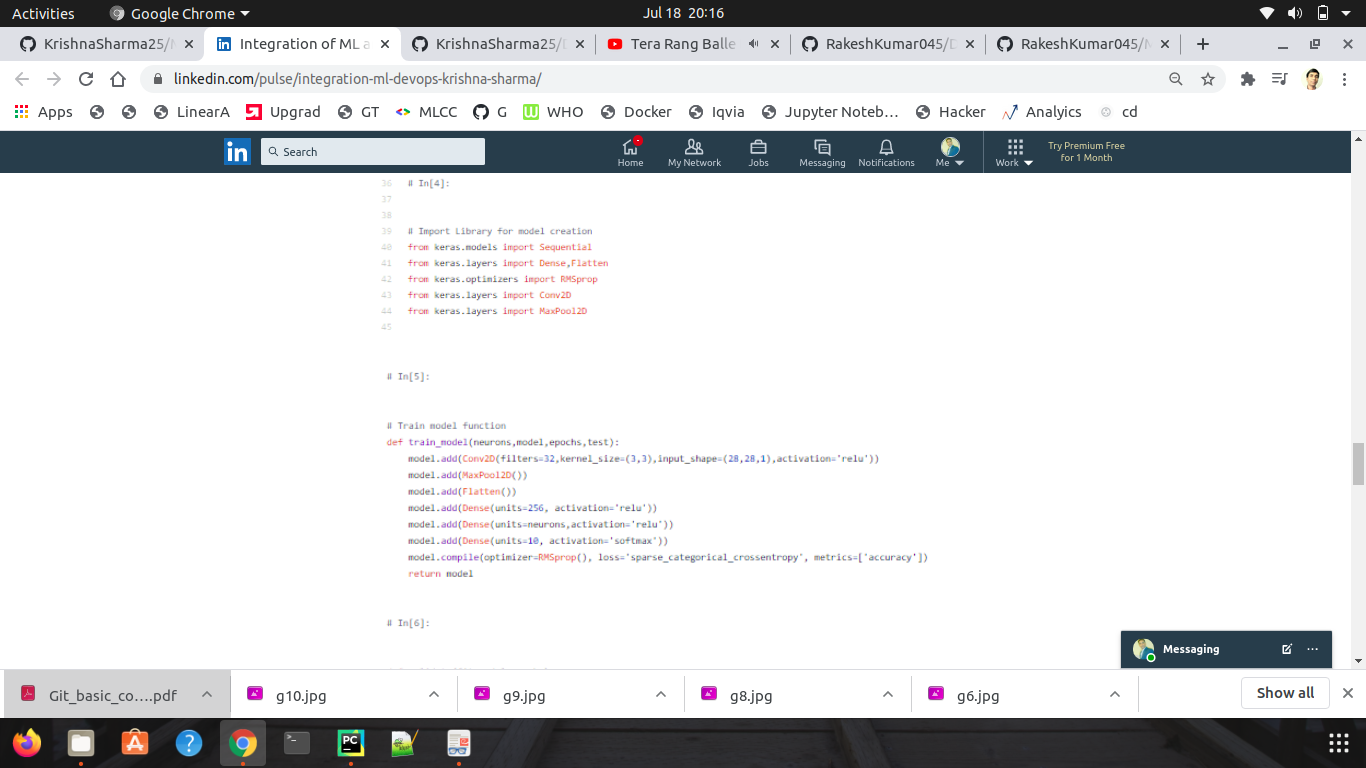 Activities
Google Chrome
Jul 18 20:16
KrishnaSharma25/
Integration of ML a
KrishnaSharma25/
Tera Rang Balle
RakeshKumar045/D
RakeshKumar045/
linkedin.com/pulse/integration-ml-devops-krishna-sharma/
Apps
LinearA
Upgrad
GT
MLCC
G
WHO
Docker
Iqvia
Jupyter Noteb...
Hacker
Anaylics
cd
in
Search
Home
My Network
Jobs
Messaging
Notifications
Me
Work
Try Premium Free
for 1 Month
36 # In[4]:
37
38
39 # Import Library for model creation
40 from keras.models import Sequential
41 from keras.layers import Dense,Flatten
42 from keras.optimizers import RMSprop
43 from keras.layers import Conv2D
44 from keras.layers import MaxPool2D
45
# In[5]:
# Train model function
def train_model(neurons,model,epochs,test):
model.add(Conv2D(filters=32,kernel_size=(3,3),input_shape=(28,28,1),activation='relu'))
model.add(MaxPool2D())
model.add(Flatten())
model.add(Dense(units=256, activation='relu'))
model.add(Dense(units=neurons,activation='relu'))
model.add(Dense(units=10, activation='softmax'))
model.compile(optimizer=RMSprop(), loss='sparse_categorical_crossentropy', metrics=['accuracy'])
return model
# In[6]:
Messaging
Git_basic_co....pdf
g10.jpg
g9.jpg
g8.jpg
g6.jpg
Show all